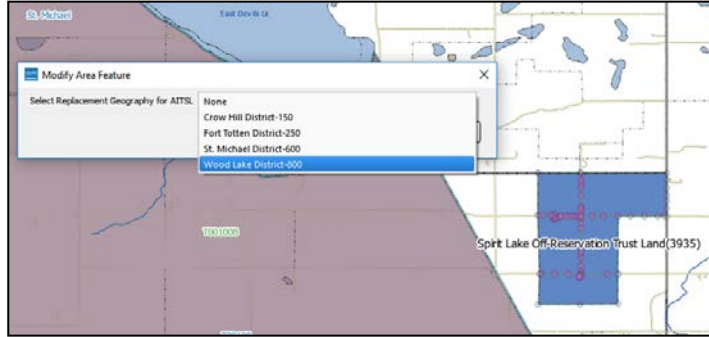 St. Michael
East Devils Lk
Modify Area Feature
Select Replacement Geography for AITSL
None
Crow Hill District-150
Fort Totten District-250
St. Michael District-600
Wood Lake District-800
T00100B
Spirit Lake Off-Reservation Trust Land(3935)